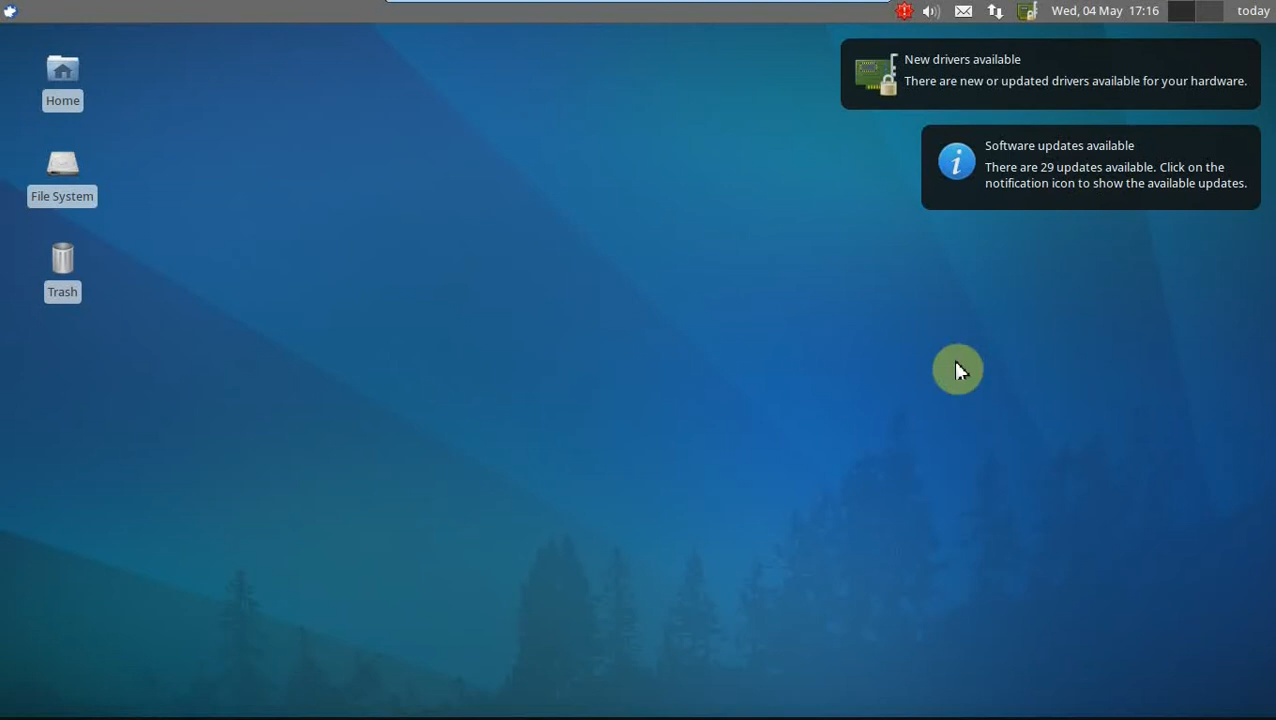 Wed, 04 May 17:16
today
Home
File System
Trash
New drivers available
There are new or updated drivers available for your hardware.
Software updates available
There are 29 updates available. Click on the
notification icon to show the available updates.